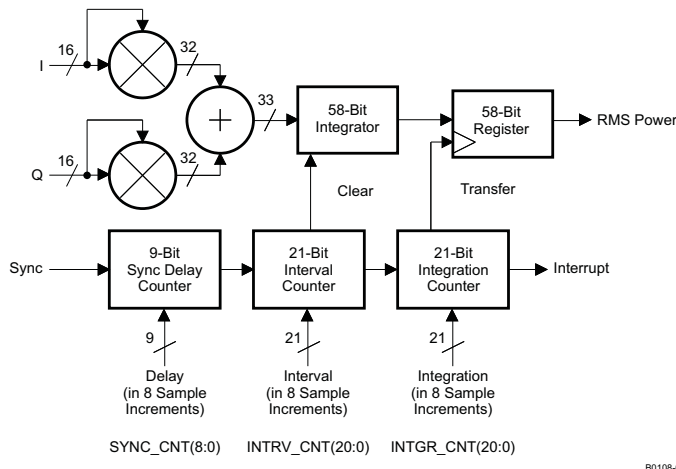 I
16
32
33
58-Bit
Integrator
58-Bit
Register
RMS Power
Q
16
32
Clear
Transfer
Sync
9-Bit
Sync Delay
Counter
21-Bit
Interval
Counter
21-Bit
Integration
Counter
Interrupt
9
21
21
Delay
(in 8 Sample
Increments)
Interval
(in 8 Sample
Increments)
Integration
(in 8 Sample
Increments)
SYNC_CNT(8:0)
INTRV_CNT(20:0)
INTGR_CNT(20:0)